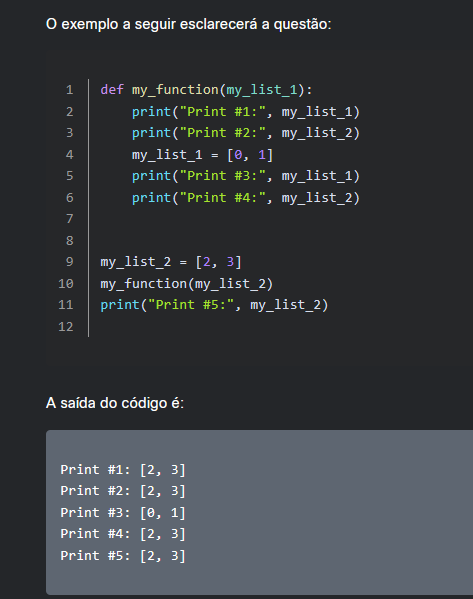 O exemplo a seguir esclarecerá a questão:
1 def my_function(my_list_1):
2     print("Print #1:", my_list_1)
3     print("Print #2:", my_list_2)
4     my_list_1 = [0, 1]
5     print("Print #3:", my_list_1)
6     print("Print #4:", my_list_2)
7
8
9 my_list_2 = [2, 3]
10 my_function(my_list_2)
11 print("Print #5:", my_list_2)
12
A saída do código é:
Print #1: [2, 3]
Print #2: [2, 3]
Print #3: [0, 1]
Print #4: [2, 3]
Print #5: [2, 3]